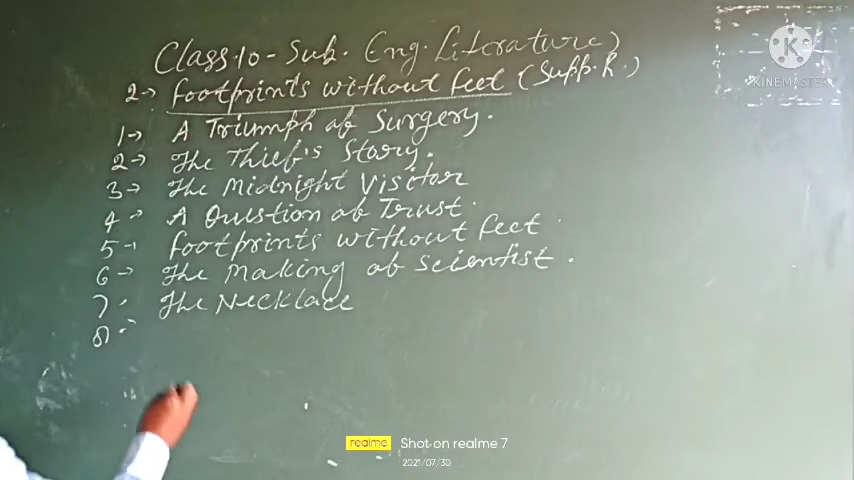 Class.10 - Sub. Eng. Literature)
2 → Footprints without feet (Supp. R.)
1 → A Triumph of Surgery.
2 → The Thief's Story.
3 → The Midnight Visitor
4 - A Question of Trust.
5 → Footprints without feet.
6 → The Making of Scientist.
7 - The Necklace
8 -
K
KINEMASTER
realme Shot on realme 7
2021/07/30